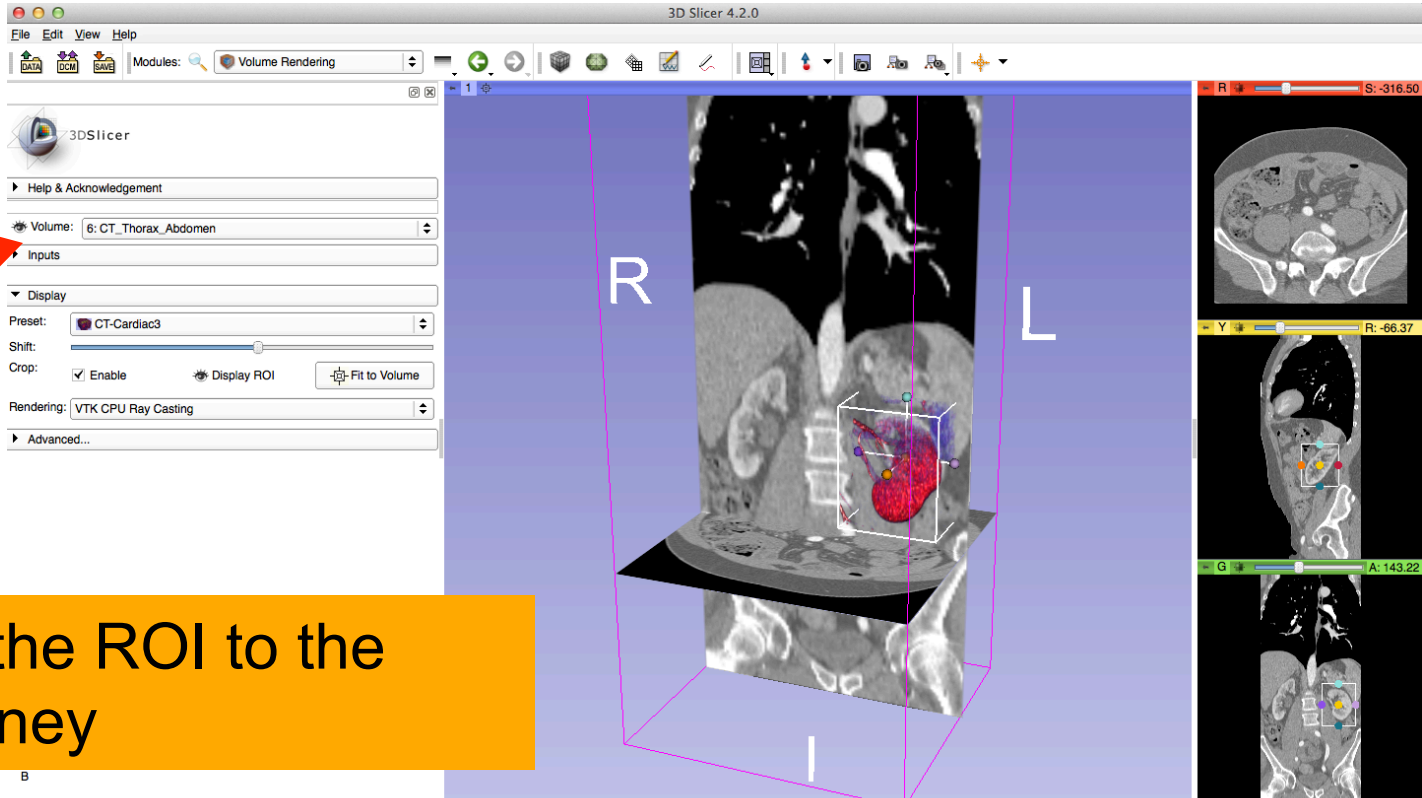 3D Slicer 4.2.0
File Edit View Help
DATA DCM SAVE Modules: Volume Rendering
1
R S: -316.50
3DSlicer
Help & Acknowledgement
Volume: 6: CT_Thorax_Abdomen
Inputs
Display
Preset: CT-Cardiac3
Shift:
Crop: Enable Display ROI Fit to Volume
Rendering: VTK CPU Ray Casting
Advanced...
R
L
I
Y R: -66.37
G A: 143.22
the ROI to the
ney
B